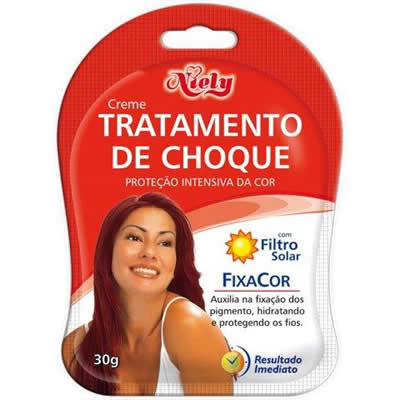 Niely
Creme
TRATAMENTO
DE CHOQUE
PROTEÇÃO INTENSIVA DA COR
com
Filtro
Solar
FIXACOR
Auxilia na fixação dos
pigmento, hidratando
e protegendo os fios.
30g
Resultado
Imediato